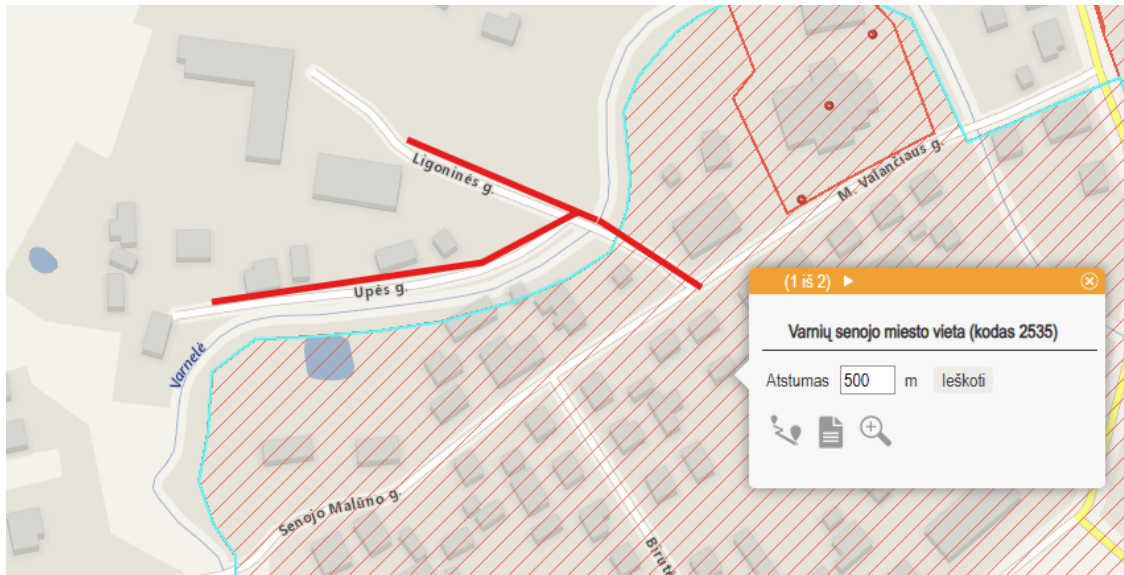 Ligoninės g.
M. Valančiaus g.
Upės g.
Varnelė
Senojo Malūno g.
Birutė
(1 iš 2)
Varnių senojo miesto vieta (kodas 2535)
Atstumas 500 m Ieškoti